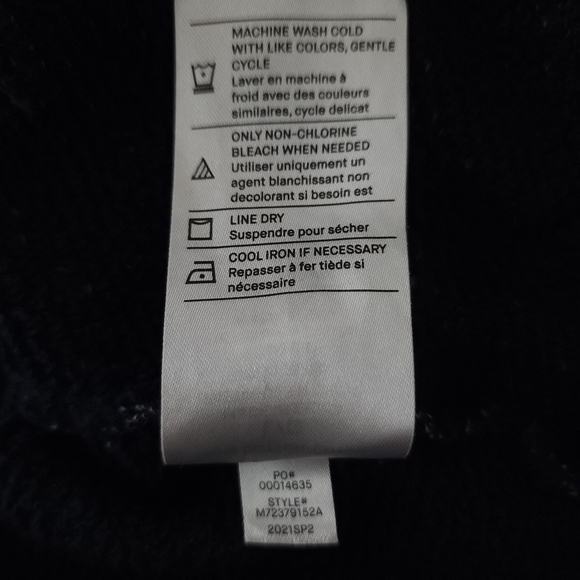 MACHINE WASH COLD
WITH LIKE COLORS, GENTLE
CYCLE
Laver en machine à
froid avec des couleurs
similaires, cycle delicat
ONLY NON-CHLORINE
BLEACH WHEN NEEDED
Utiliser uniquement un
agent blanchissant non
decolorant si besoin est
LINE DRY
Suspendre pour sécher
COOL IRON IF NECESSARY
Repasser à fer tiède si
nécessaire
PO#
00014635
STYLE#
M72379152A
2021SP2